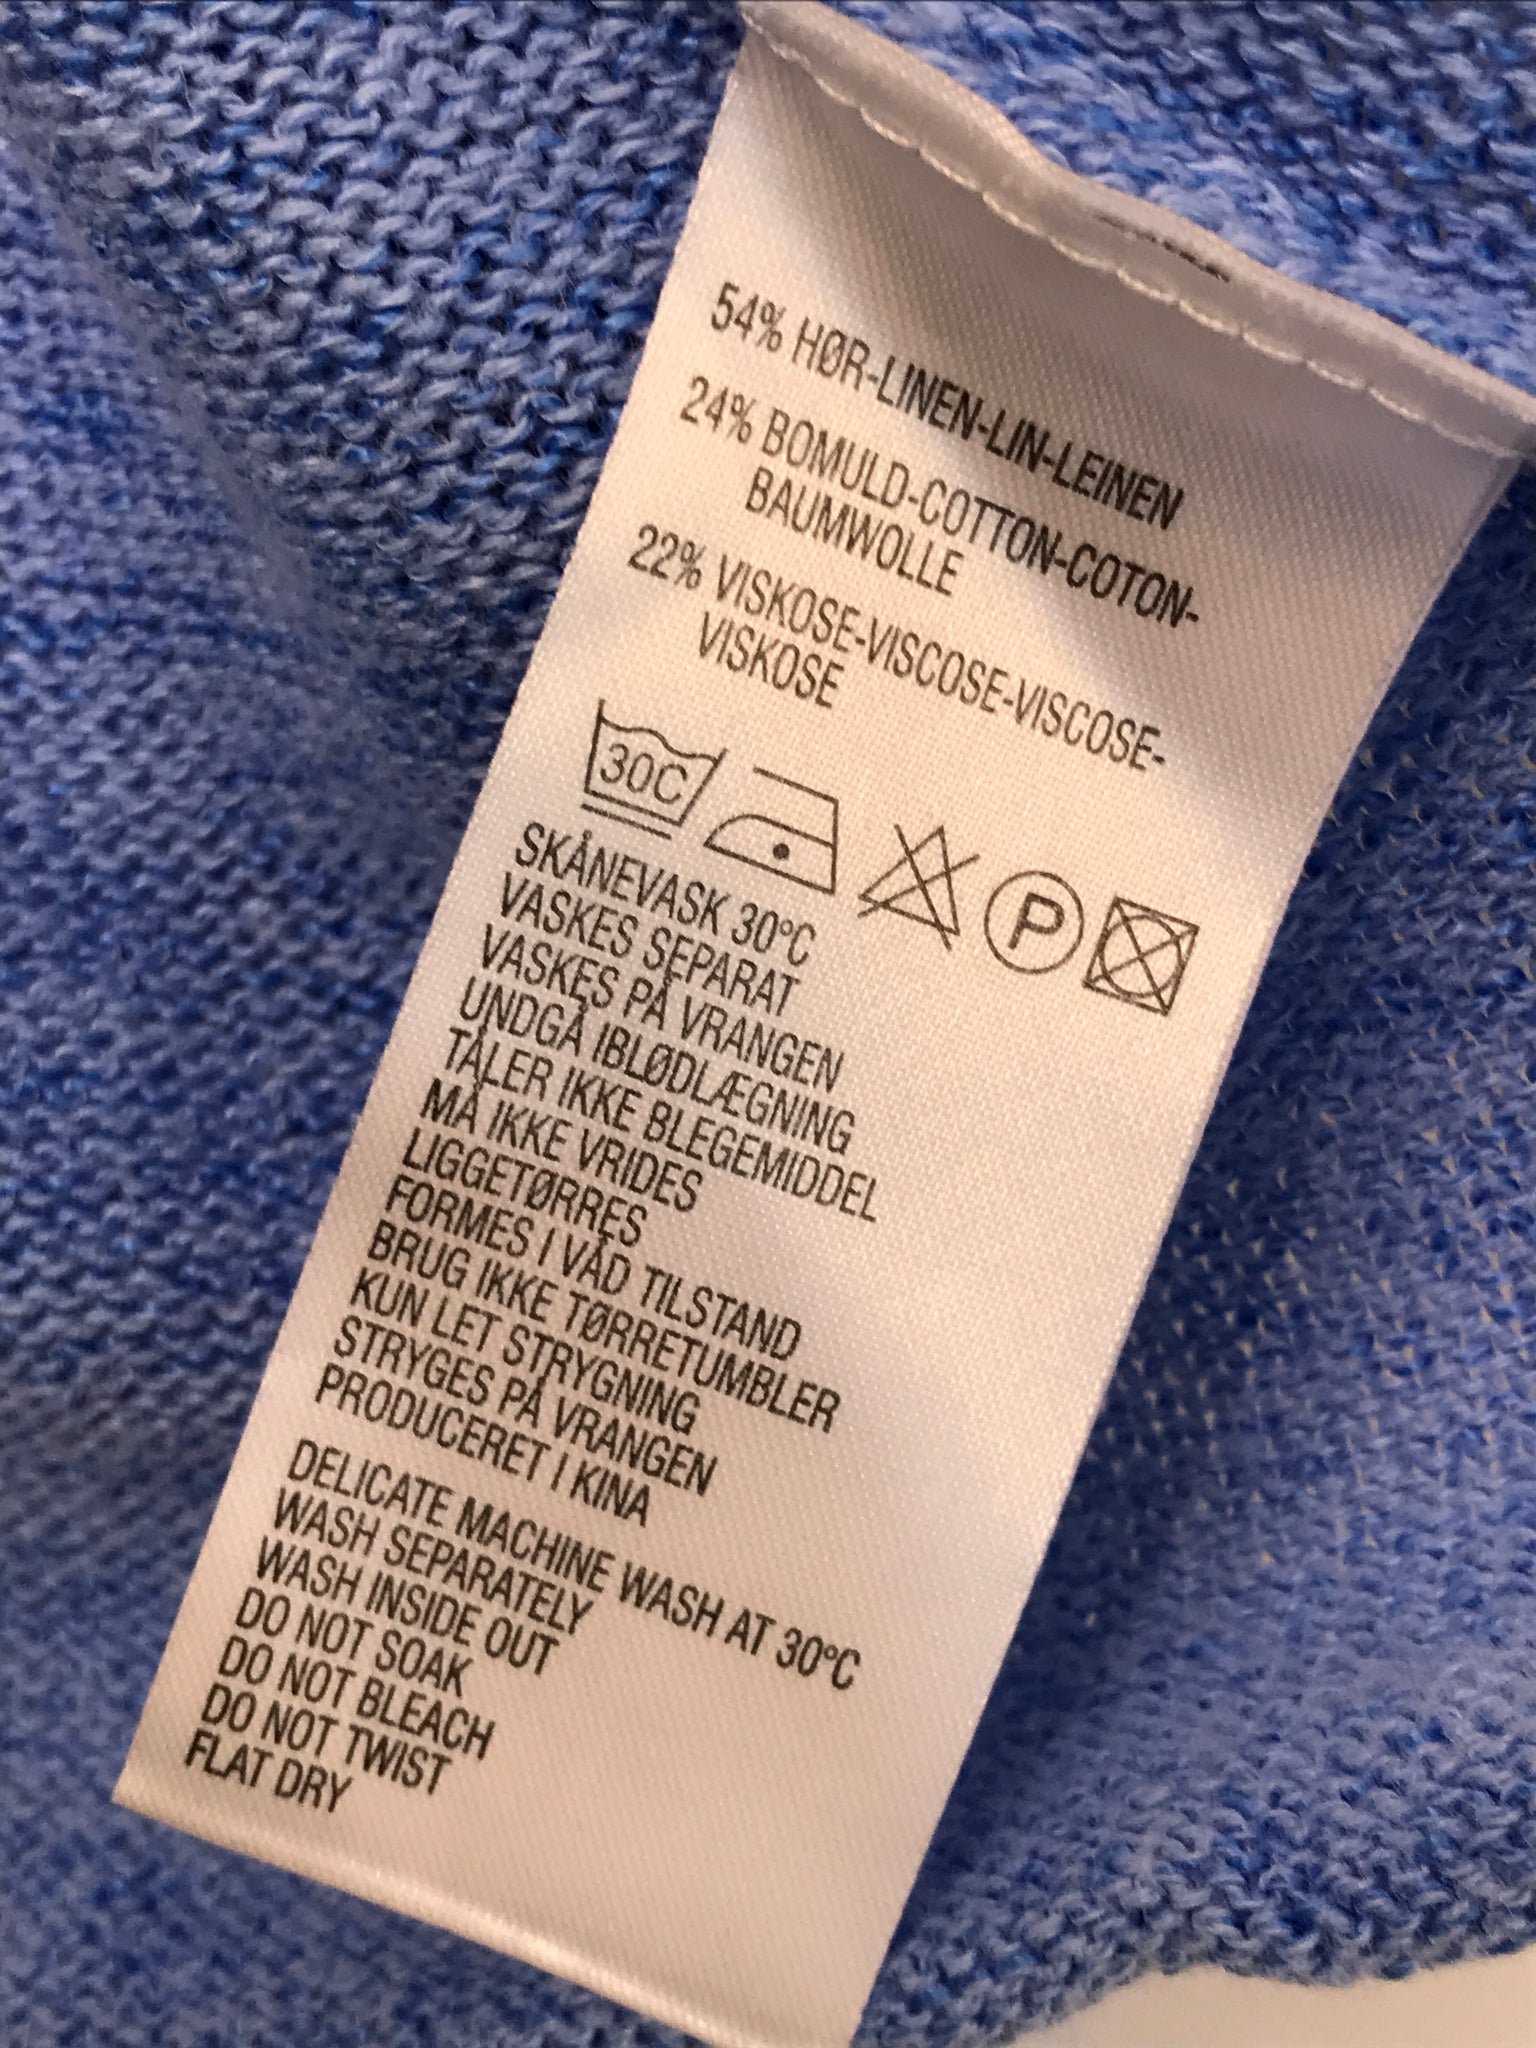 54% HØR-LINEN-LIN-LEINEN
24% BOMULD-COTTON-COTON-
BAUMWOLLE
22% VISKOSE-VISCOSE-VISCOSE-
VISKOSE
30C
P
SKÅNEVASK 30°C
VASKES SEPARAT
VASKES PÅ VRANGEN
UNDGÅ IBLØDLÆGNING
TÅLER IKKE BLEGEMIDDEL
MÅ IKKE VRIDES
LIGGETØRRES
FORMES I VÅD TILSTAND
BRUG IKKE TØRRETUMBLER
KUN LET STRYGNING
STRYGES PÅ VRANGEN
PRODUCERET I KINA
DELICATE MACHINE WASH AT 30°C
WASH SEPARATELY
WASH INSIDE OUT
DO NOT SOAK
DO NOT BLEACH
DO NOT TWIST
FLAT DRY